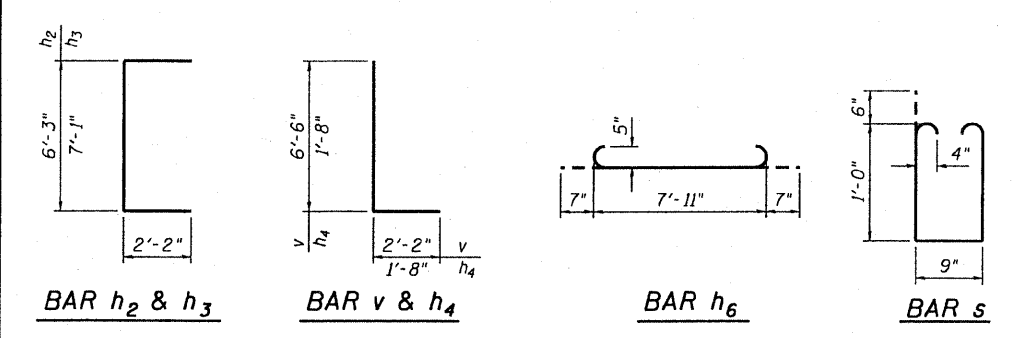 h2 h3
6'-3" 7'-1"
2'-2"
BAR h2 & h3
6'-6" 1'-8"
v h4
2'-2" v
1'-8" h4
BAR v & h4
5"
7" 7'-11" 7"
BAR h6
6"
4"
1'-0"
9"
BAR s